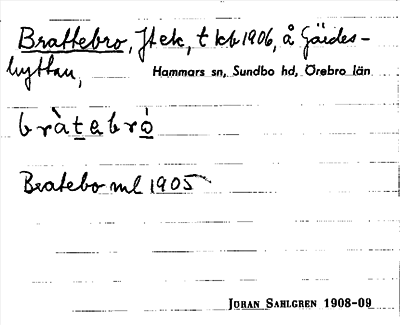 Brattebro, Jtek, t kb 1906, å Gärdes-
hyttan, Hammars sn, Sundbo hd, Örebro län
bràtebrò
Bratebo ml 1905
Johan Sahlgren 1908-09